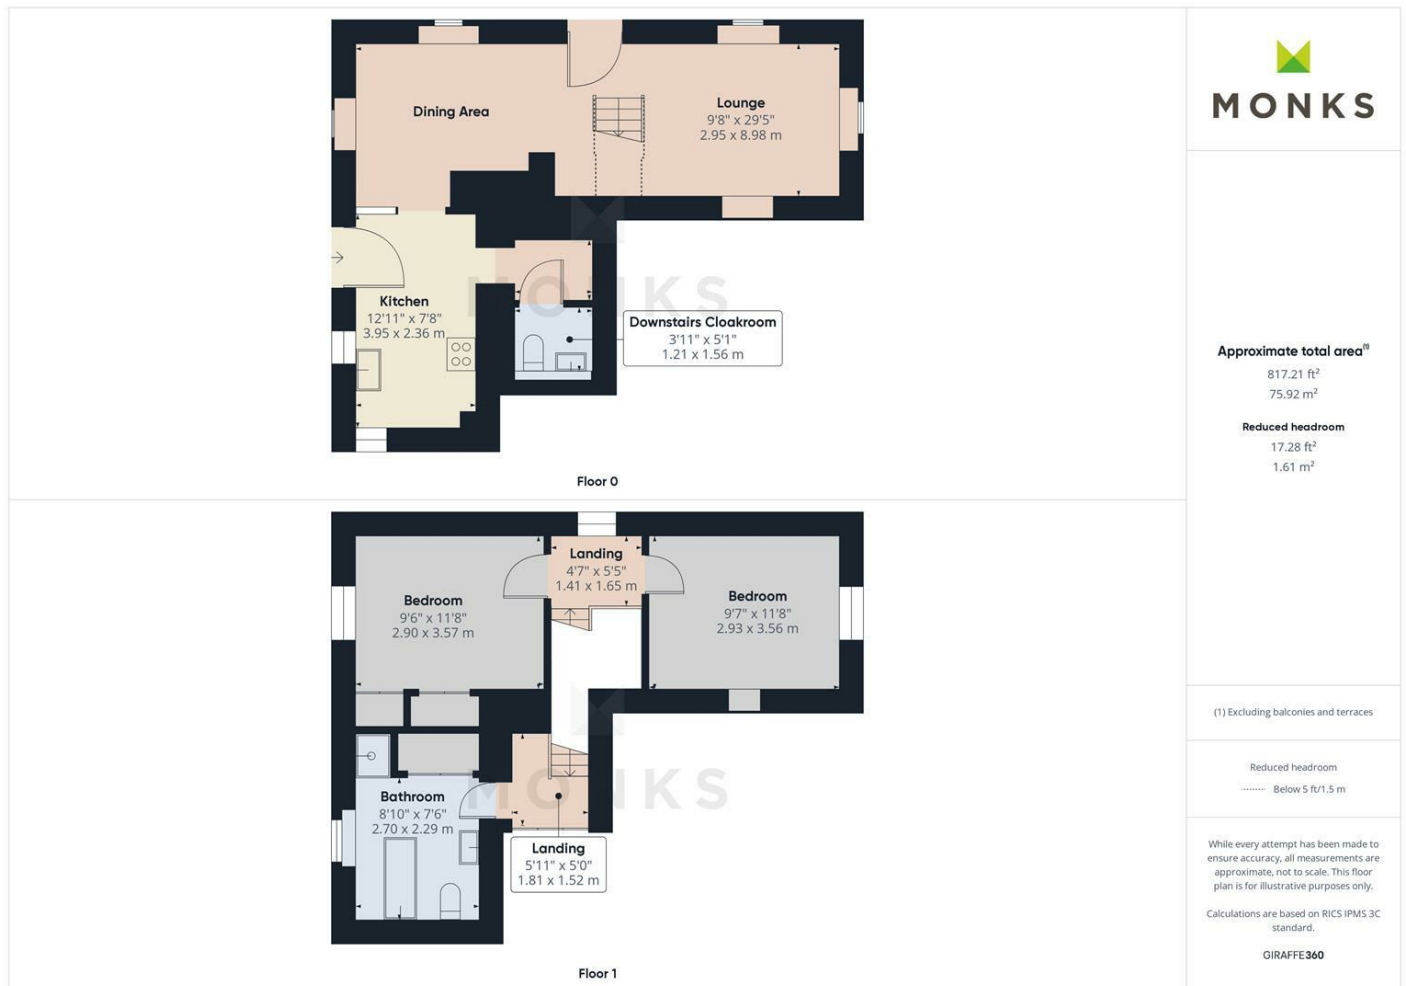 Dining Area
Lounge
9'8" x 29'5"
2.95 x 8.98 m
Kitchen
12'11" x 7'8"
3.95 x 2.36 m
Downstairs Cloakroom
3'11" x 5'1"
1.21 x 1.56 m
MONKS
Floor 0
Landing
4'7" x 5'5"
1.41 x 1.65 m
Bedroom
9'6" x 11'8"
2.90 x 3.57 m
Bedroom
9'7" x 11'8"
2.93 x 3.56 m
Bathroom
8'10" x 7'6"
2.70 x 2.29 m
Landing
5'11" x 5'0"
1.81 x 1.52 m
MONKS
Floor 1
MONKS
Approximate total area(1)
817.21 ft²
75.92 m²
Reduced headroom
17.28 ft²
1.61 m²
(1) Excluding balconies and terraces
Reduced headroom
Below 5 ft/1.5 m
While every attempt has been made to
ensure accuracy, all measurements are
approximate, not to scale. This floor
plan is for illustrative purposes only.
Calculations are based on RICS IPMS 3C
standard.
GIRAFFE360